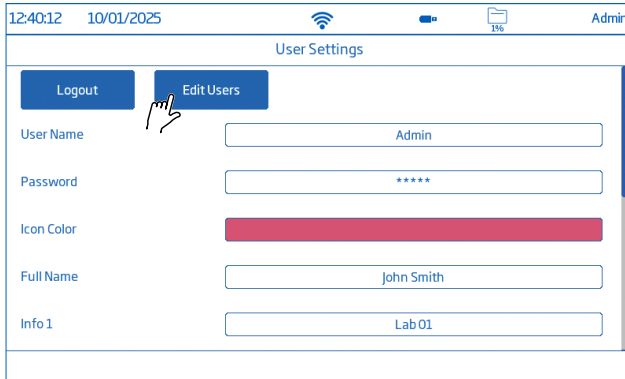 12:40:12 10/01/2025 1% Admin
User Settings
Logout Edit Users
User Name Admin
Password *****
Icon Color
Full Name John Smith
Info 1 Lab 01